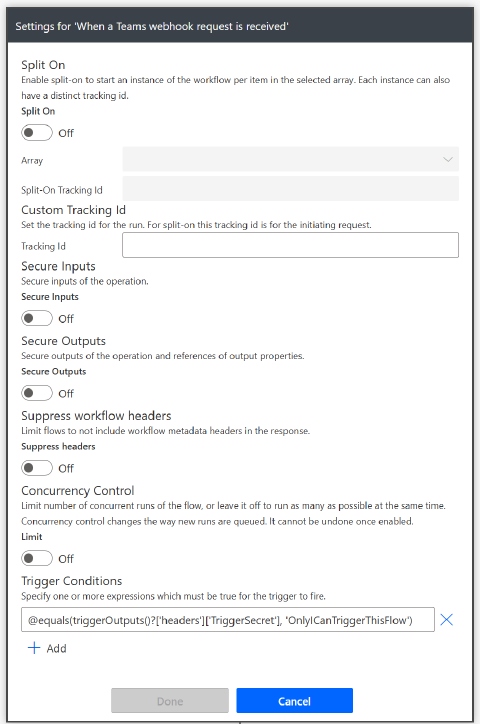 Settings for 'When a Teams webhook request is received'
Split On
Enable split-on to start an instance of the workflow per item in the selected array. Each instance can also
have a distinct tracking id.
Split On
Off
Array
Split-On Tracking Id
Custom Tracking Id
Set the tracking id for the run. For split-on this tracking id is for the initiating request.
Tracking Id
Secure Inputs
Secure inputs of the operation.
Secure Inputs
Off
Secure Outputs
Secure outputs of the operation and references of output properties.
Secure Outputs
Off
Suppress workflow headers
Limit flows to not include workflow metadata headers in the response.
Suppress headers
Off
Concurrency Control
Limit number of concurrent runs of the flow, or leave it off to run as many as possible at the same time.
Concurrency control changes the way new runs are queued. It cannot be undone once enabled.
Limit
Off
Trigger Conditions
Specify one or more expressions which must be true for the trigger to fire.
@equals(triggerOutputs()?['headers']['TriggerSecret'], 'OnlyICanTriggerThisFlow')
Add
Done Cancel